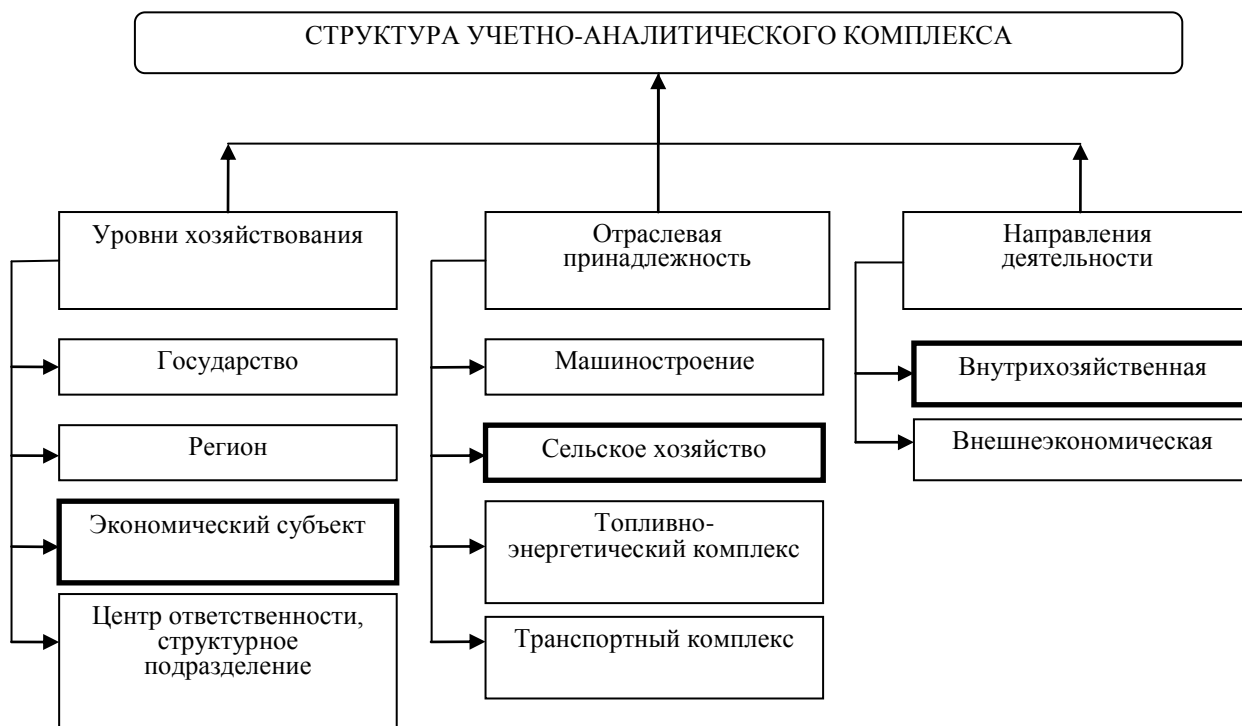 СТРУКТУРА УЧЕТНО-АНАЛИТИЧЕСКОГО КОМПЛЕКСА
Уровни хозяйствования
Государство
Регион
Экономический субъект
Центр ответственности,
структурное
подразделение
Отраслевая
принадлежность
Машиностроение
Сельское хозяйство
Топливно-
энергетический комплекс
Транспортный комплекс
Направления
деятельности
Внутрихозяйственная
Внешнеэкономическая